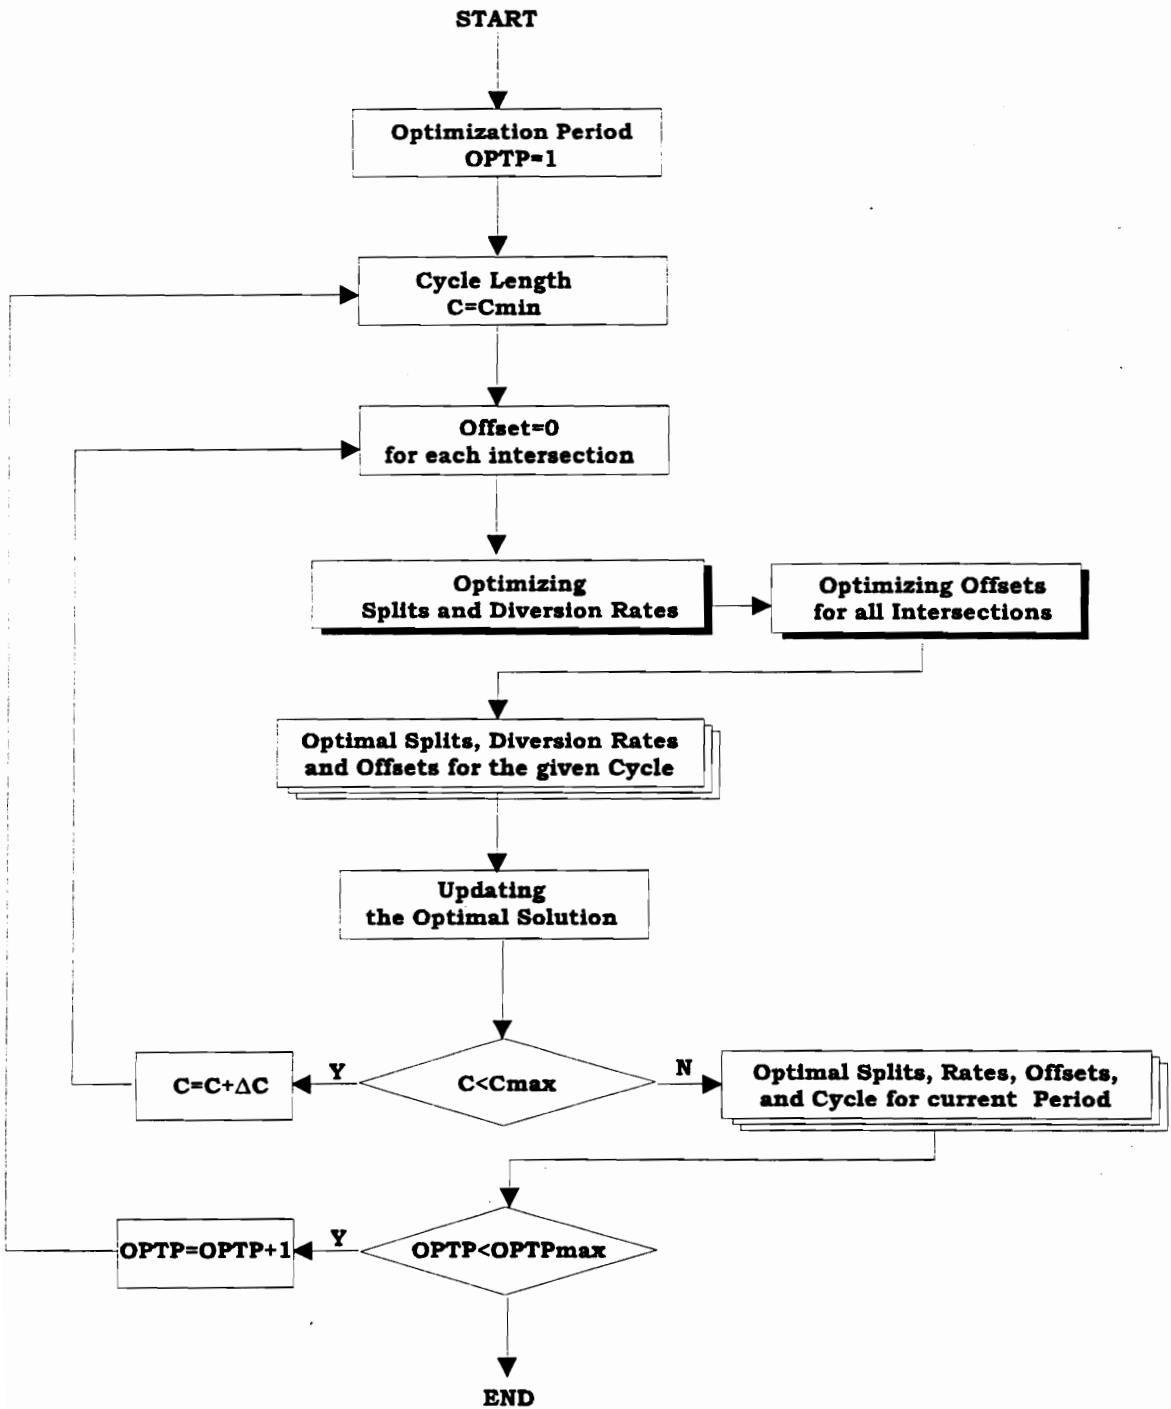 START
Optimization Period
OPTP=1
Cycle Length
C=Cmin
Offset=0
for each intersection
Optimizing
Splits and Diversion Rates
Optimizing Offsets
for all Intersections
Optimal Splits, Diversion Rates
and Offsets for the given Cycle
Updating
the Optimal Solution
C=C+ΔC
Y
C<Cmax
N
Optimal Splits, Rates, Offsets,
and Cycle for current Period
OPTP=OPTP+1
Y
OPTP<OPTPmax
END